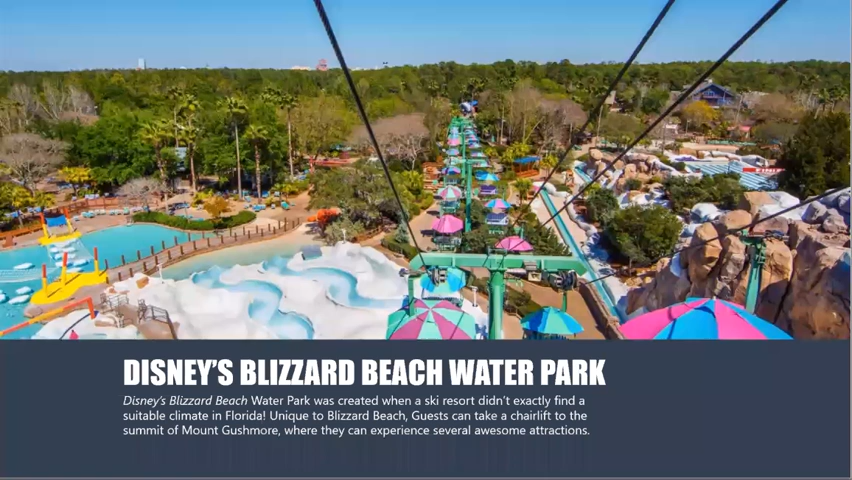 DISNEY'S BLIZZARD BEACH WATER PARK
Disney's Blizzard Beach Water Park was created when a ski resort didn't exactly find a
suitable climate in Florida! Unique to Blizzard Beach, Guests can take a chairlift to the
summit of Mount Gushmore, where they can experience several awesome attractions.